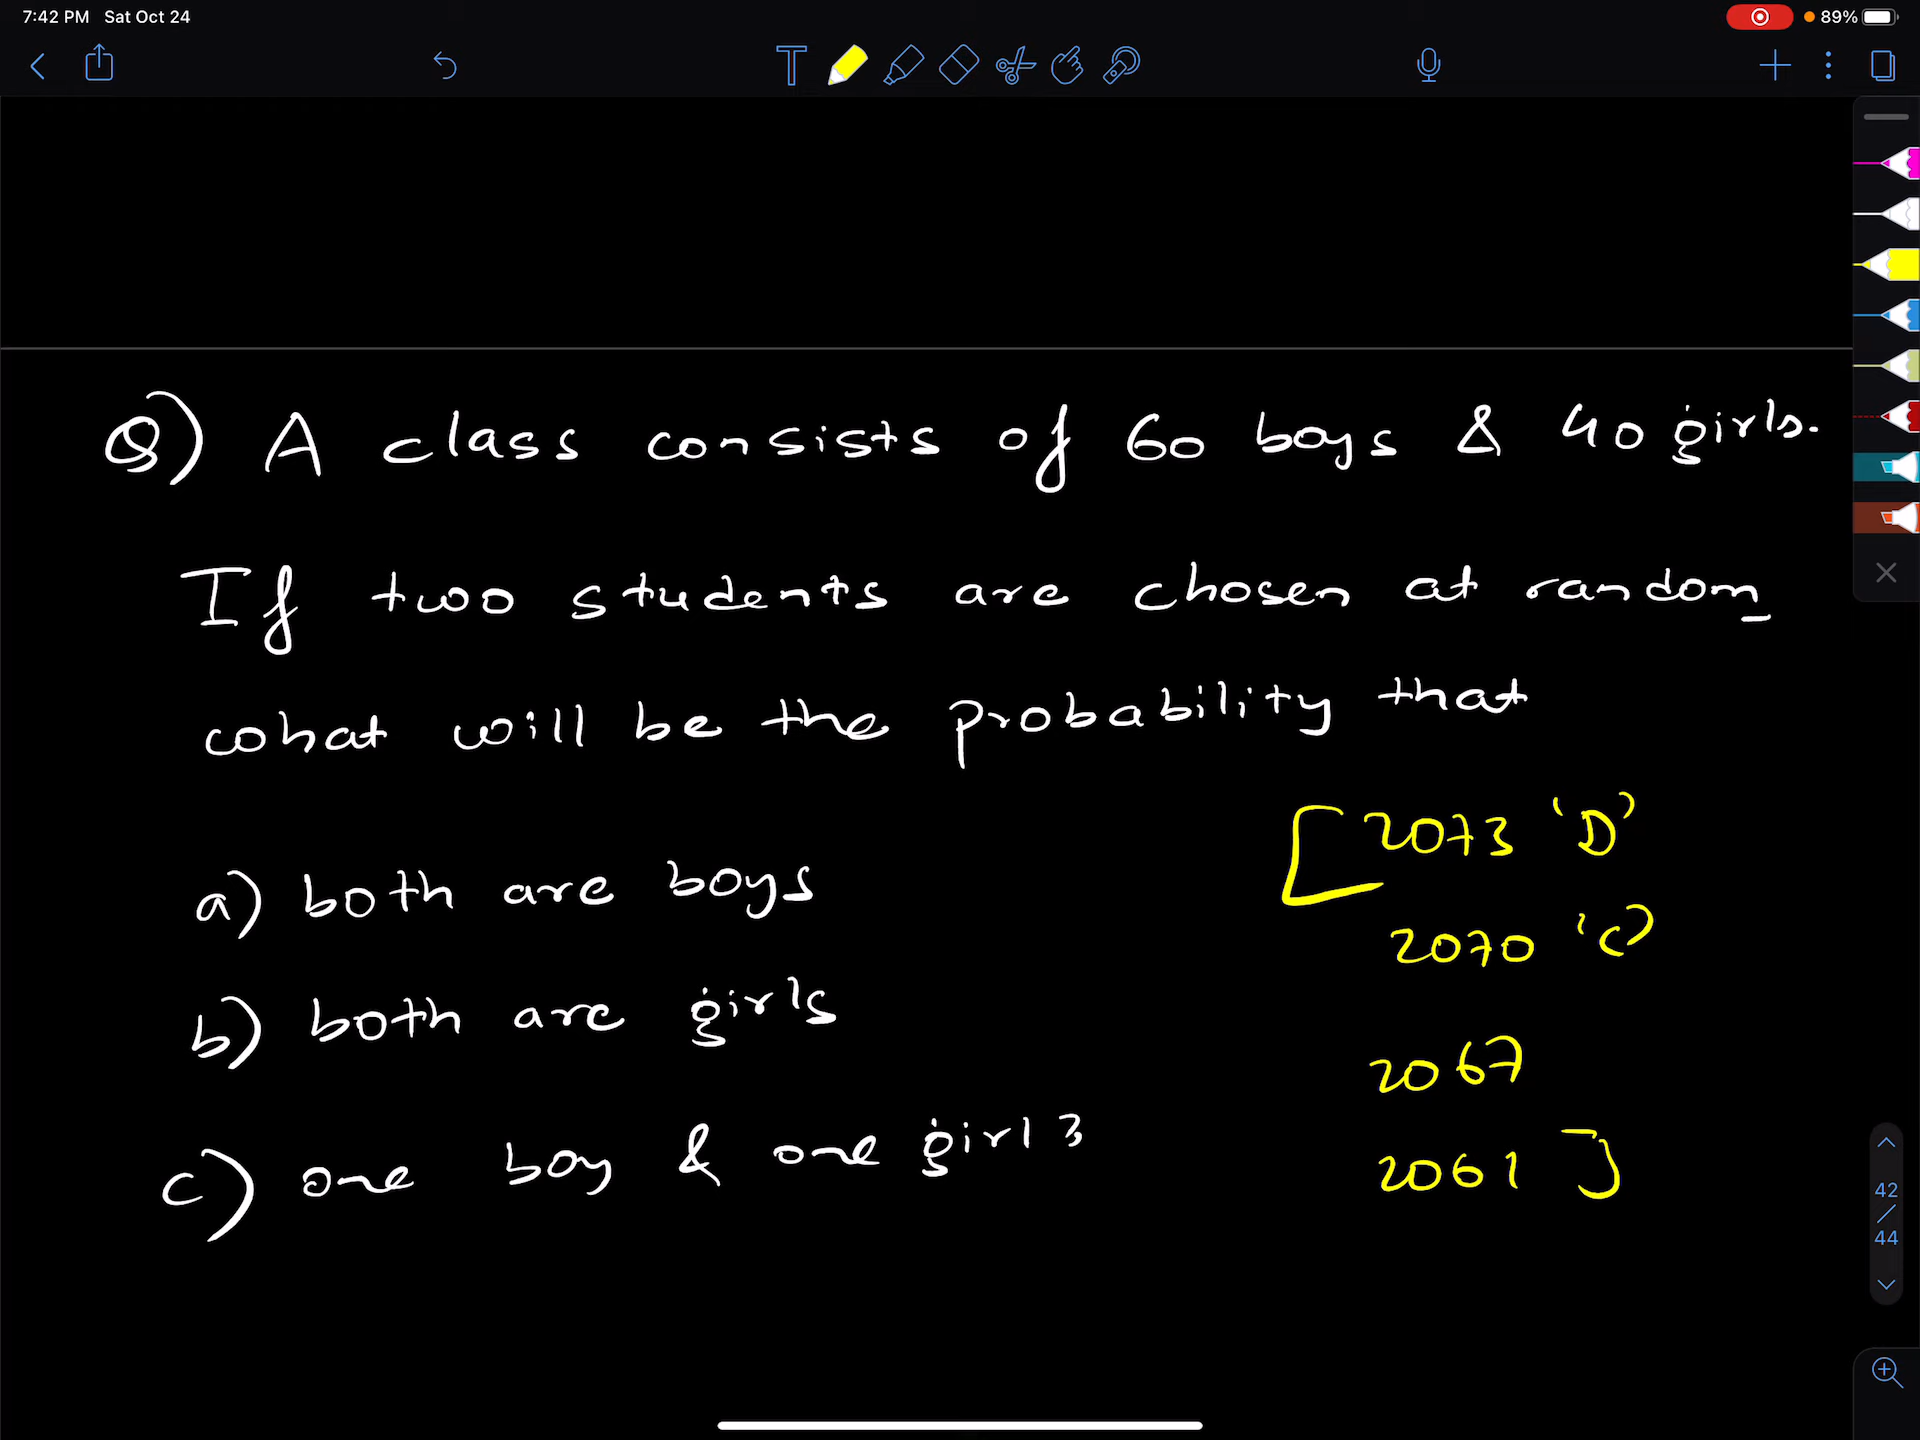 7:42 PM Sat Oct 24
89%
Q) A class consists of 60 boys & 40 girls.
If two students are chosen at random
what will be the probability that
a) both are boys
b) both are girls
c) one boy & one girl?
[2073 'D'
2070 'C'
2067
2061]
42
/
44